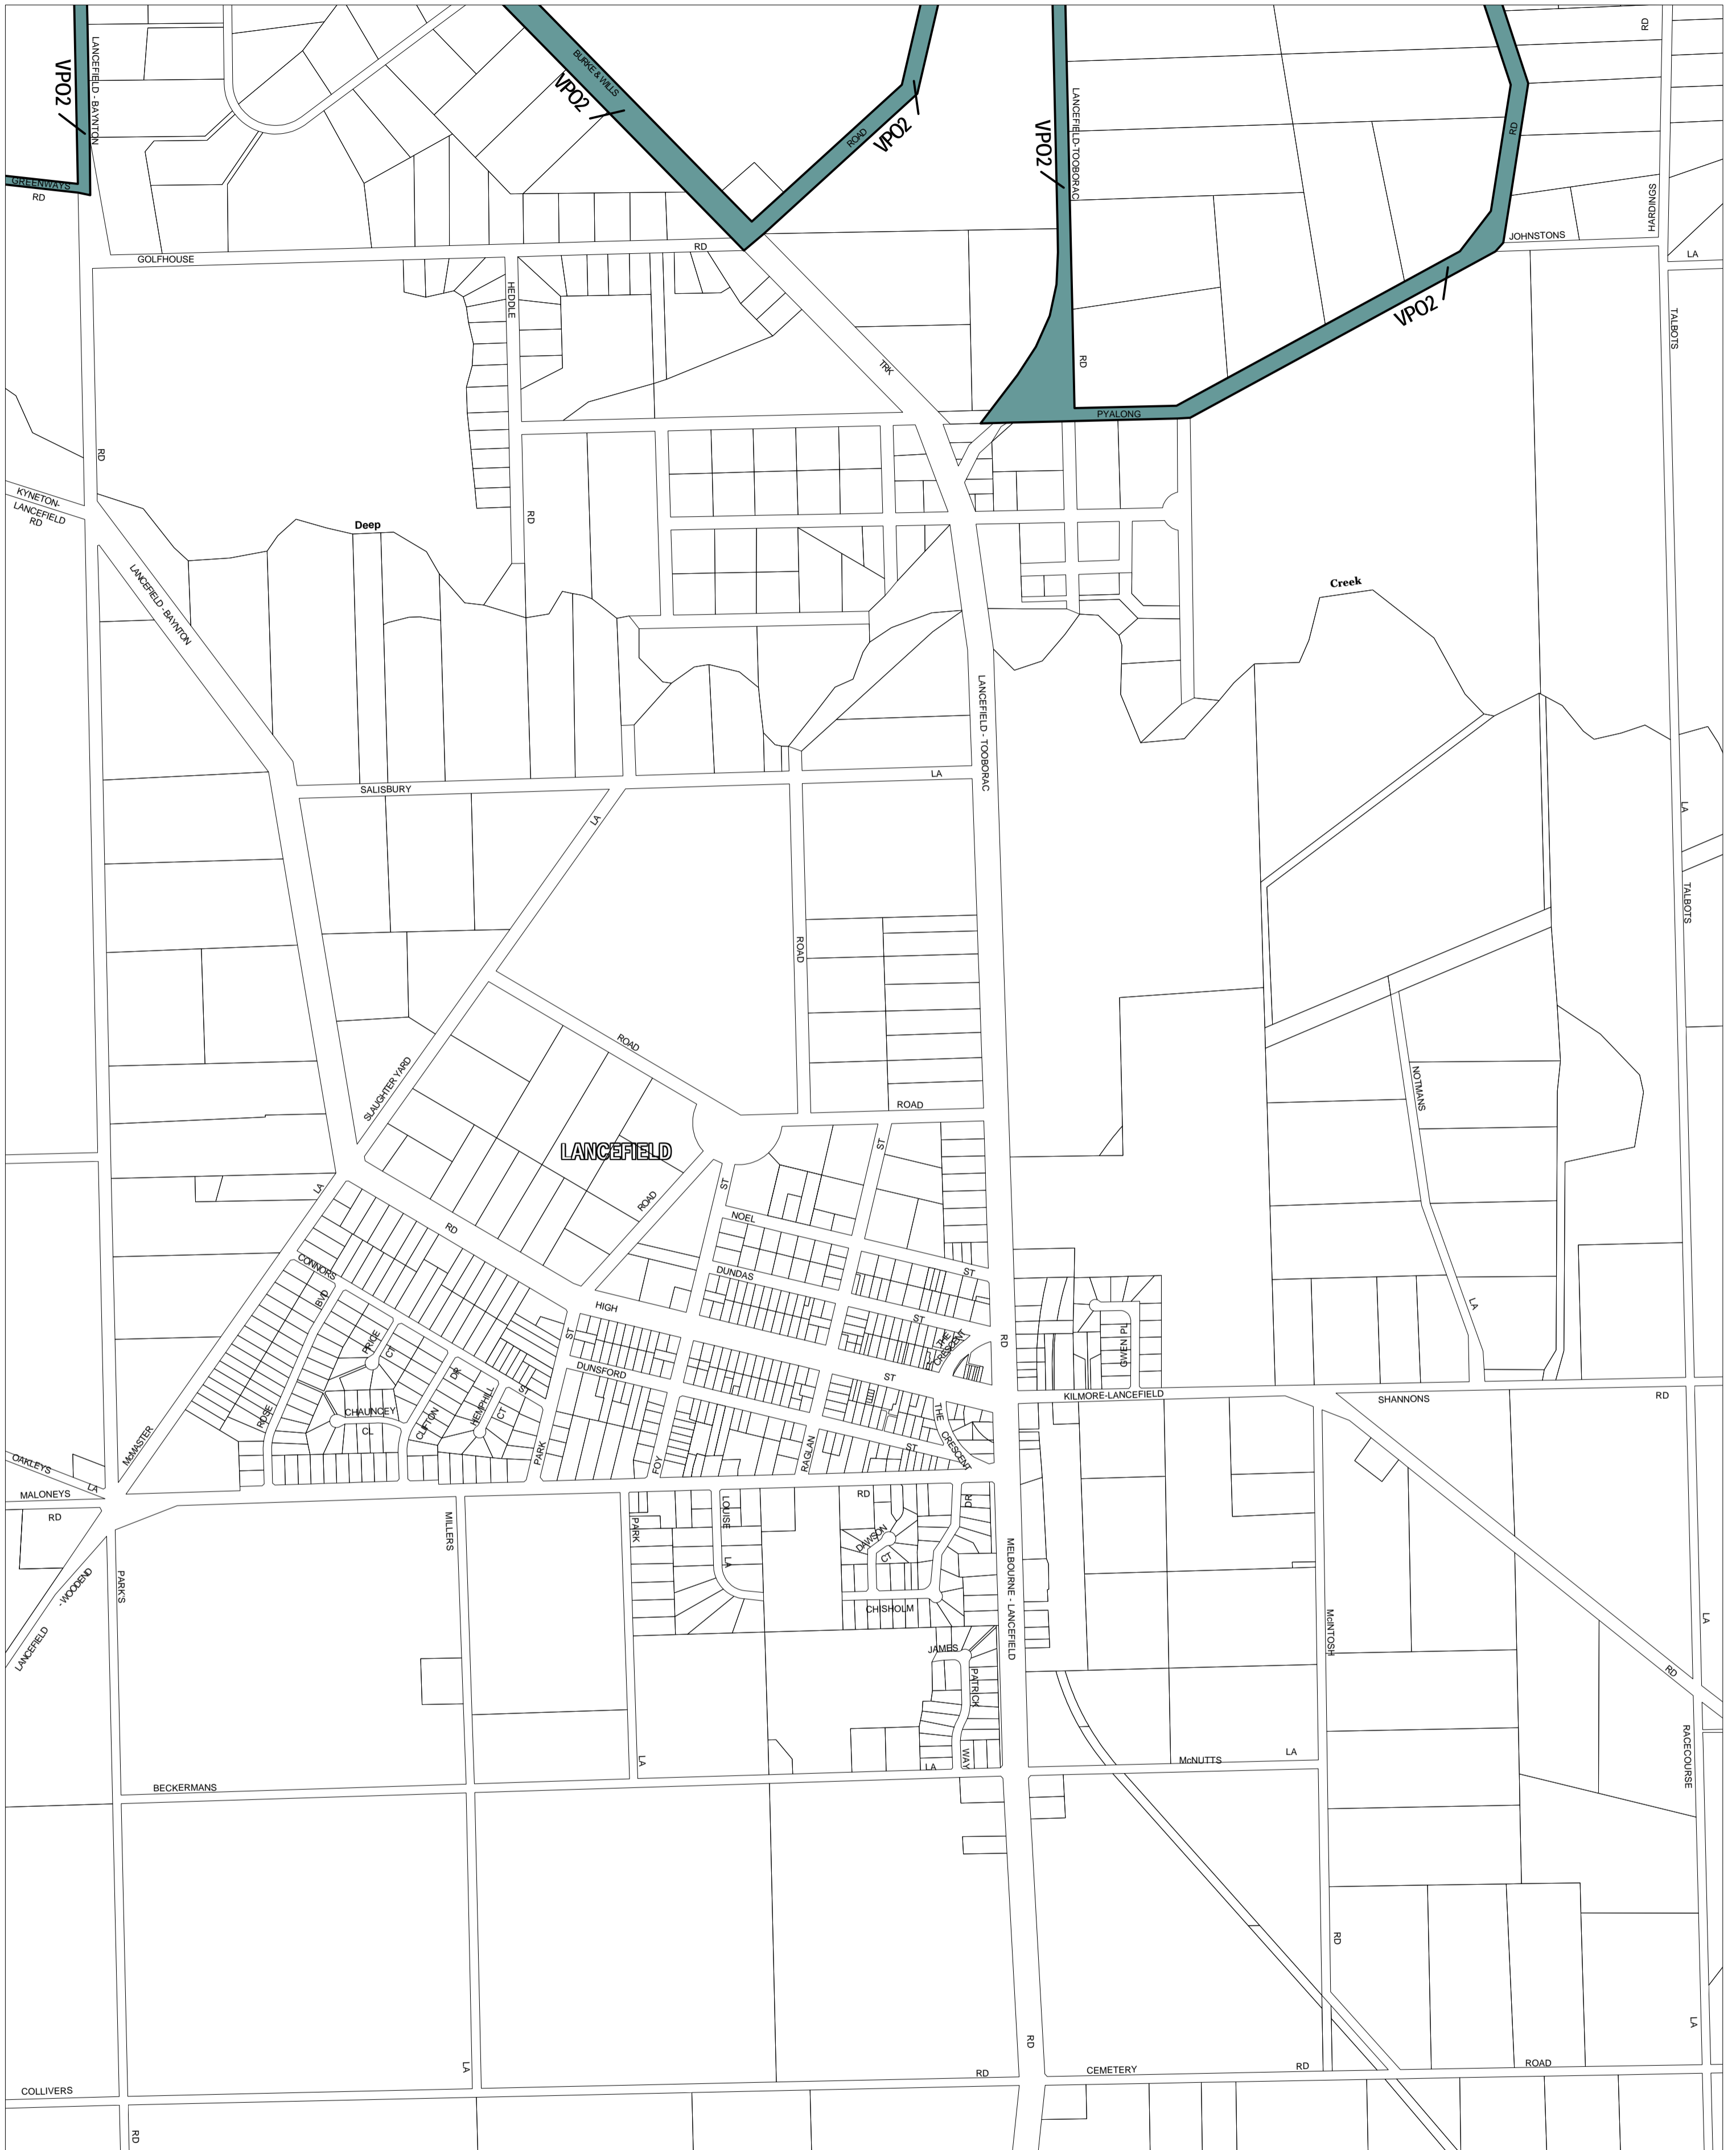 VPO2
LANCEFIELD - BAYNTON
GREENWAYS
RD
BURKE & WILLS
VPO2
ROAD
VPO2
VPO2
LANCEFIELD-TOOBORAC
RD
RD
RD
HARDINGS
JOHNSTONS
LA
VPO2
GOLFHOUSE
RD
HEDDLE
TRK
PYALONG
TALBOTS
RD
KYNETON-
LANCEFIELD
RD
Deep
RD
LANCEFIELD - BAYNTON
Creek
LANCEFIELD - TOOBORAC
SALISBURY
LA
LA
LA
TALBOTS
ROAD
ROAD
SLAUGHTER YARD
ROAD
NOTMANS
LANCEFIELD
ST
ST
LA
ROAD
RD
NOEL
CONNORS
DUNDAS
ST
BVD
HIGH
ST
LA
PRICE
CT
ST
THE
CRESCENT
RD
GWEN PL
DUNSFORD
DR
ST
ST
KILMORE-LANCEFIELD
SHANNONS
RD
ROSE
CHAUNCEY
CL
CLIFTON
HEMPHILL
CT
THE
CRESCENT
McMASTER
PARK
FOY
RAGLAN
ST
OAKLEYS
LA
MALONEYS
RD
MILLERS
PARK
LOUISE
RD
DR
LA
DAWSON
CT
MELBOURNE - LANCEFIELD
PARK'S
LANCEFIELD
- WOODEND
CHISHOLM
McINTOSH
LA
JAMES
PATRICK
WAY
RD
RACECOURSE
LA
LA
McNUTTS
LA
BECKERMANS
RD
LA
LA
RD
RD
CEMETERY
RD
ROAD
COLLIVERS
RD